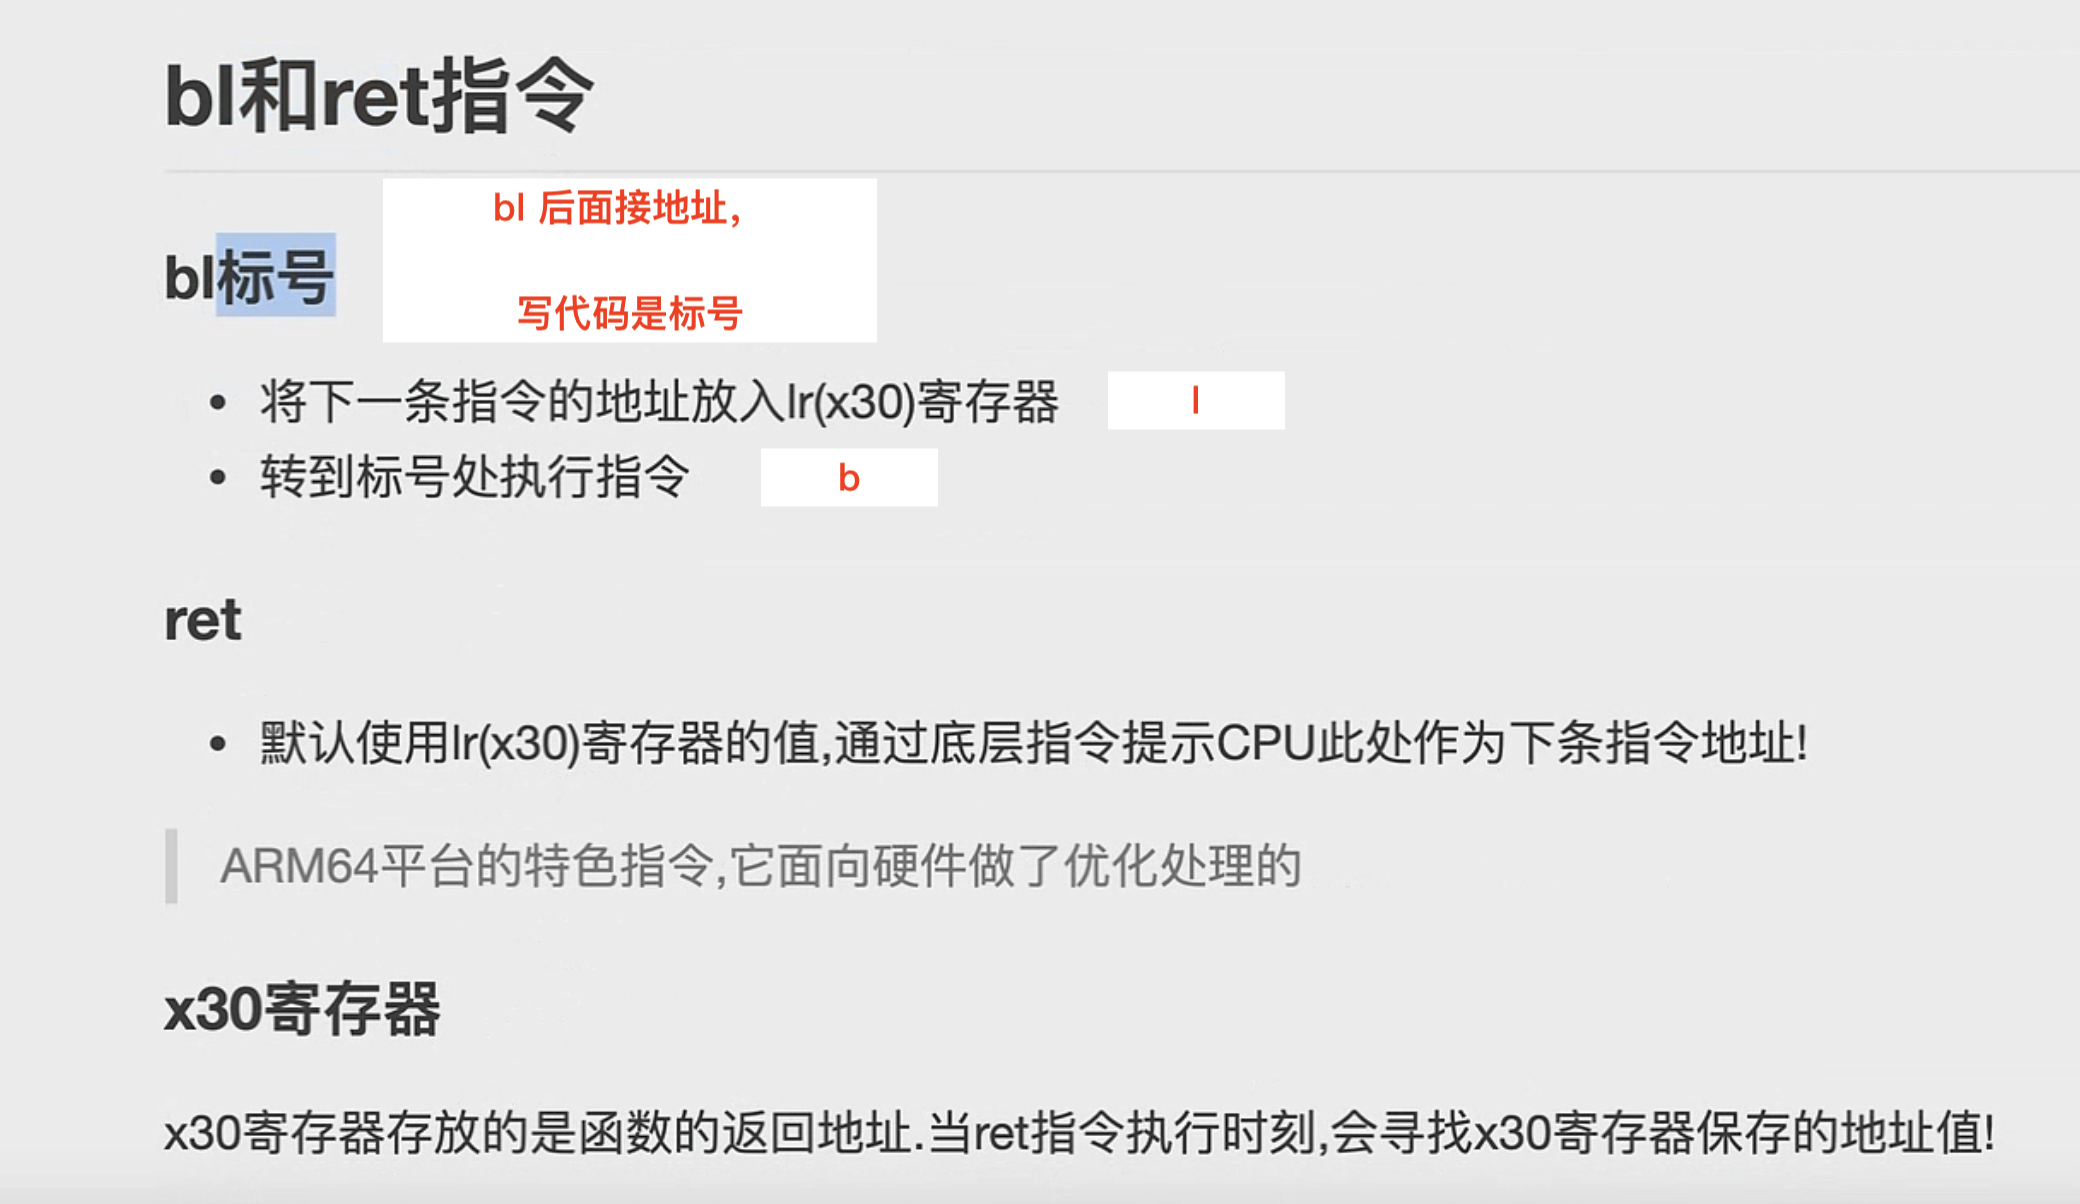 bl和ret指令
bl 后面接地址，
bl标号
写代码是标号
将下一条指令的地址放入lr(x30)寄存器 l
转到标号处执行指令 b
ret
默认使用lr(x30)寄存器的值,通过底层指令提示CPU此处作为下条指令地址!
ARM64平台的特色指令,它面向硬件做了优化处理的
x30寄存器
x30寄存器存放的是函数的返回地址.当ret指令执行时刻,会寻找x30寄存器保存的地址值!